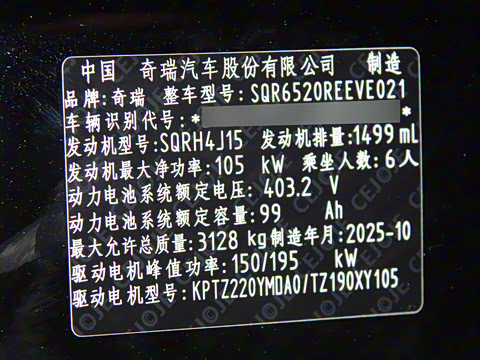 中国 奇瑞汽车股份有限公司 制造
品牌:奇瑞 整车型号:SQR6520REEVE021
车辆识别代号:* *
发动机型号:SQRH4J15 发动机排量:1499 mL
发动机最大净功率:105 kW 乘坐人数:6人
动力电池系统额定电压:403.2 V
动力电池系统额定容量:99 Ah
最大允许总质量:3128 kg 制造年月:2025-10
驱动电机峰值功率:150/195 kW
驱动电机型号:KPTZ220YMDA0/TZ190XY105